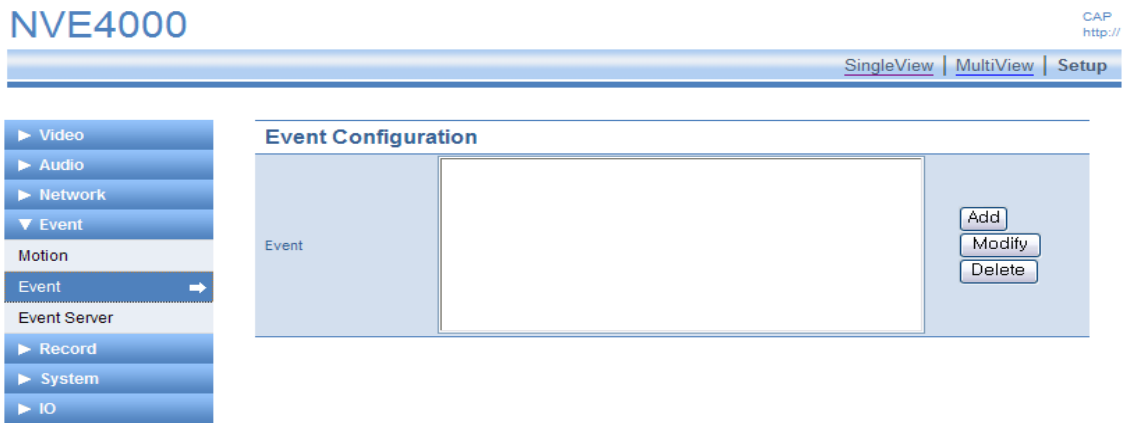 NVE4000
CAP
http://
SingleView | MultiView | Setup
▶ Video
▶ Audio
▶ Network
▼ Event
Motion
Event
Event Server
▶ Record
▶ System
▶ IO
Event Configuration
Event
Add
Modify
Delete